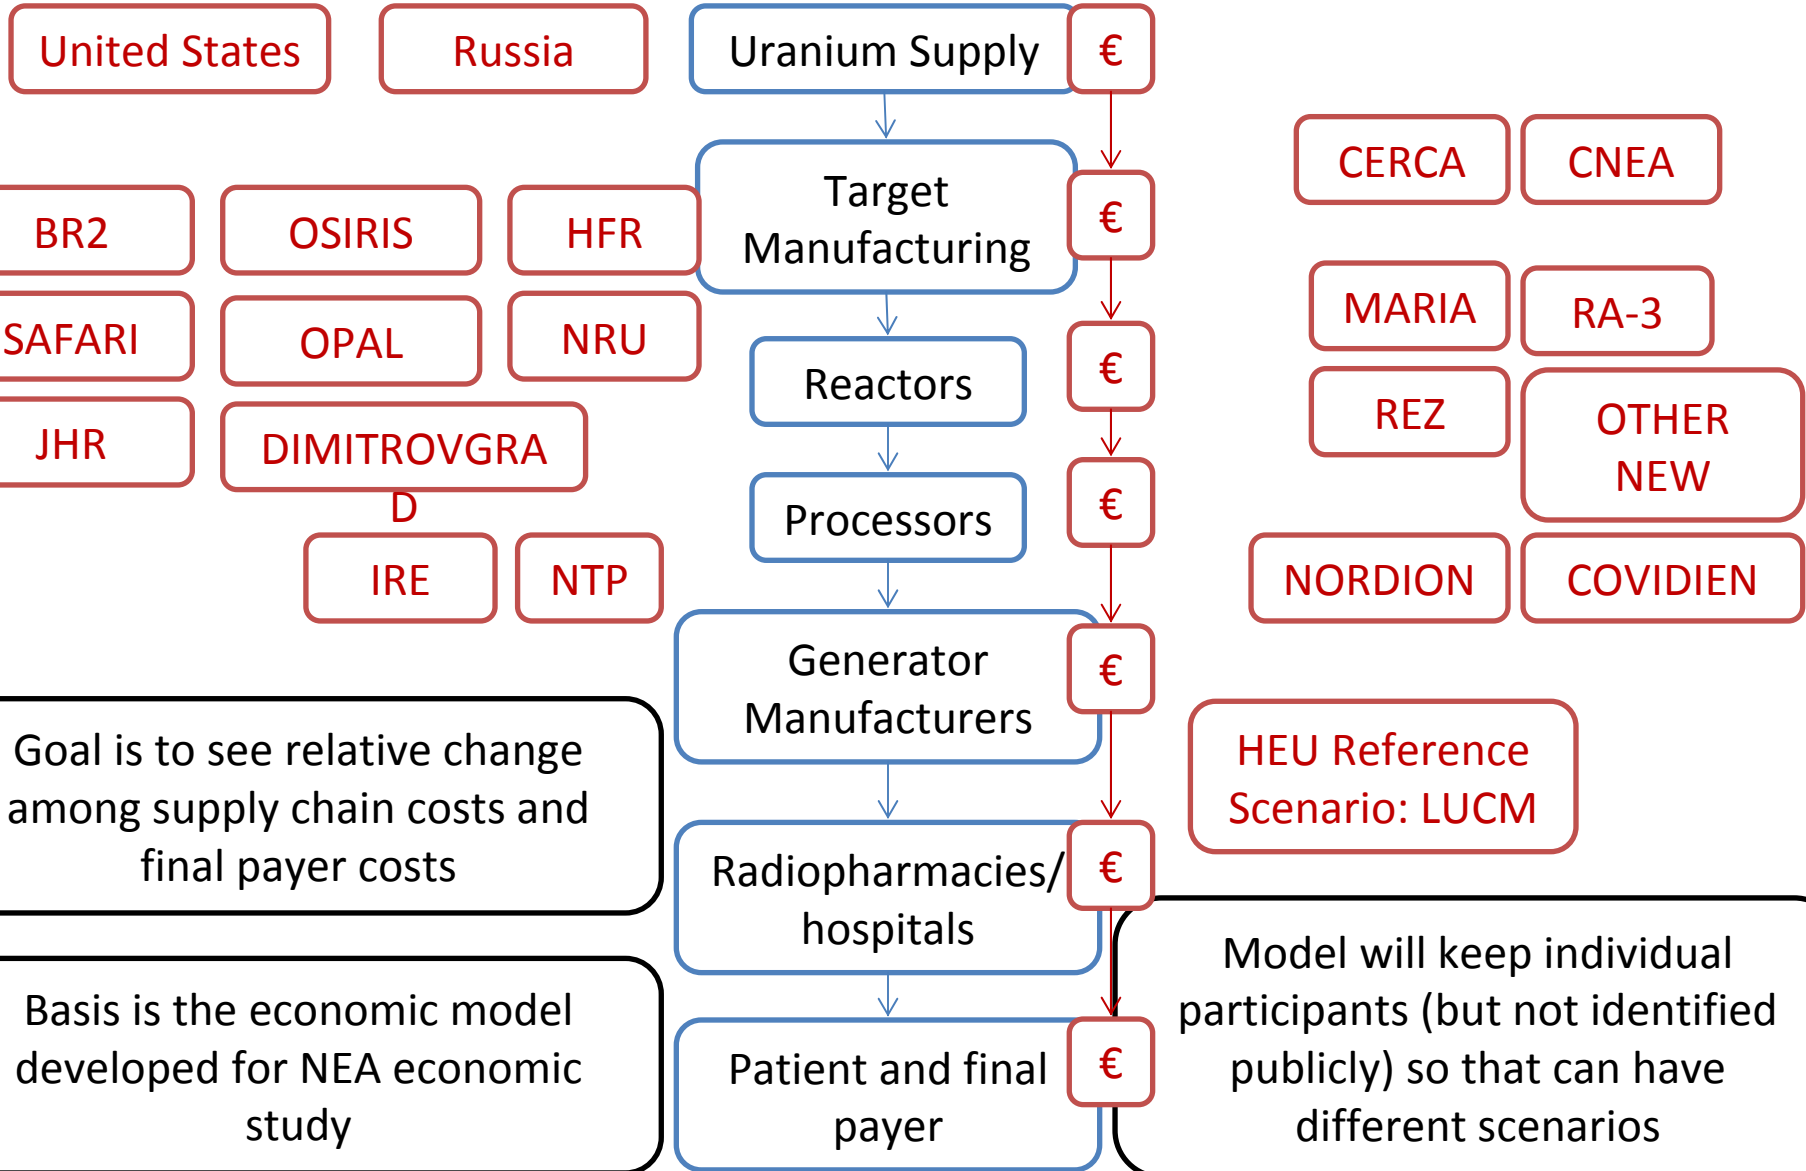 United States
Russia
Uranium Supply
€
CERCA
CNEA
Target
Manufacturing
€
BR2
OSIRIS
HFR
MARIA
RA-3
SAFARI
OPAL
NRU
Reactors
€
REZ
OTHER
NEW
JHR
DIMITROVGRA
D
Processors
€
IRE
NTP
NORDION
COVIDIEN
Generator
Manufacturers
€
Goal is to see relative change
among supply chain costs and
final payer costs
HEU Reference
Scenario: LUCM
Radiopharmacies/
hospitals
€
Basis is the economic model
developed for NEA economic
study
Patient and final
payer
€
Model will keep individual
participants (but not identified
publicly) so that can have
different scenarios